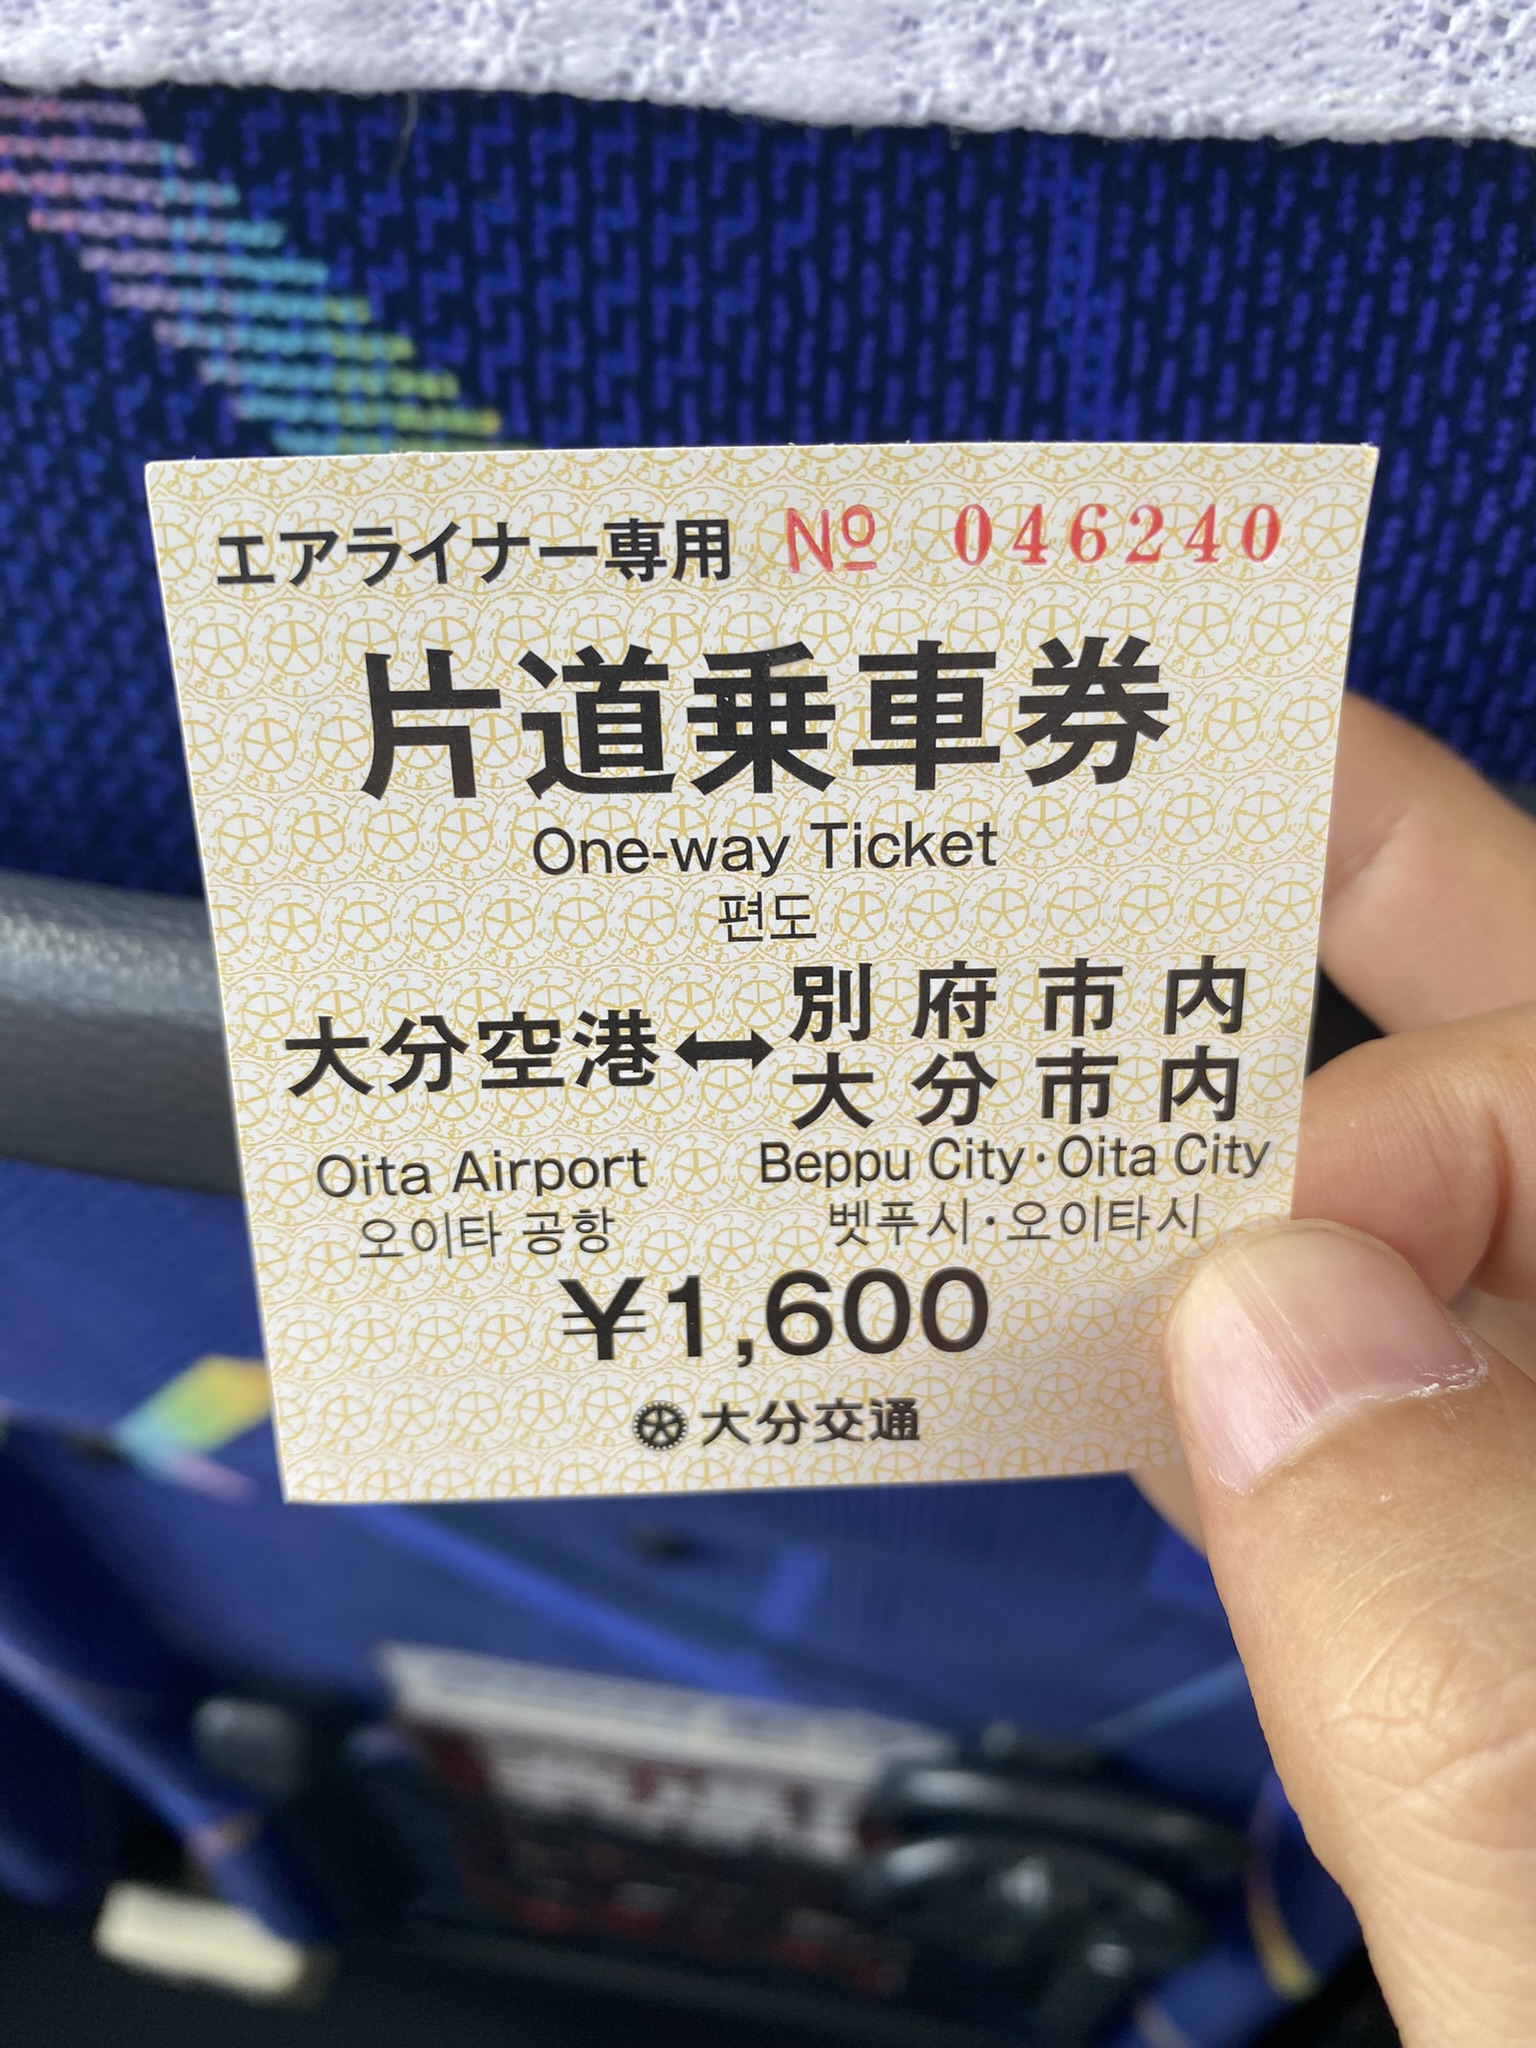 エアライナー専用 No 046240
片道乗車券
One-way Ticket
편도
大分空港↔別府市内
大分市内
Oita Airport Beppu City・Oita City
오이타 공항 벳푸시・오이타시
¥1,600
大分交通